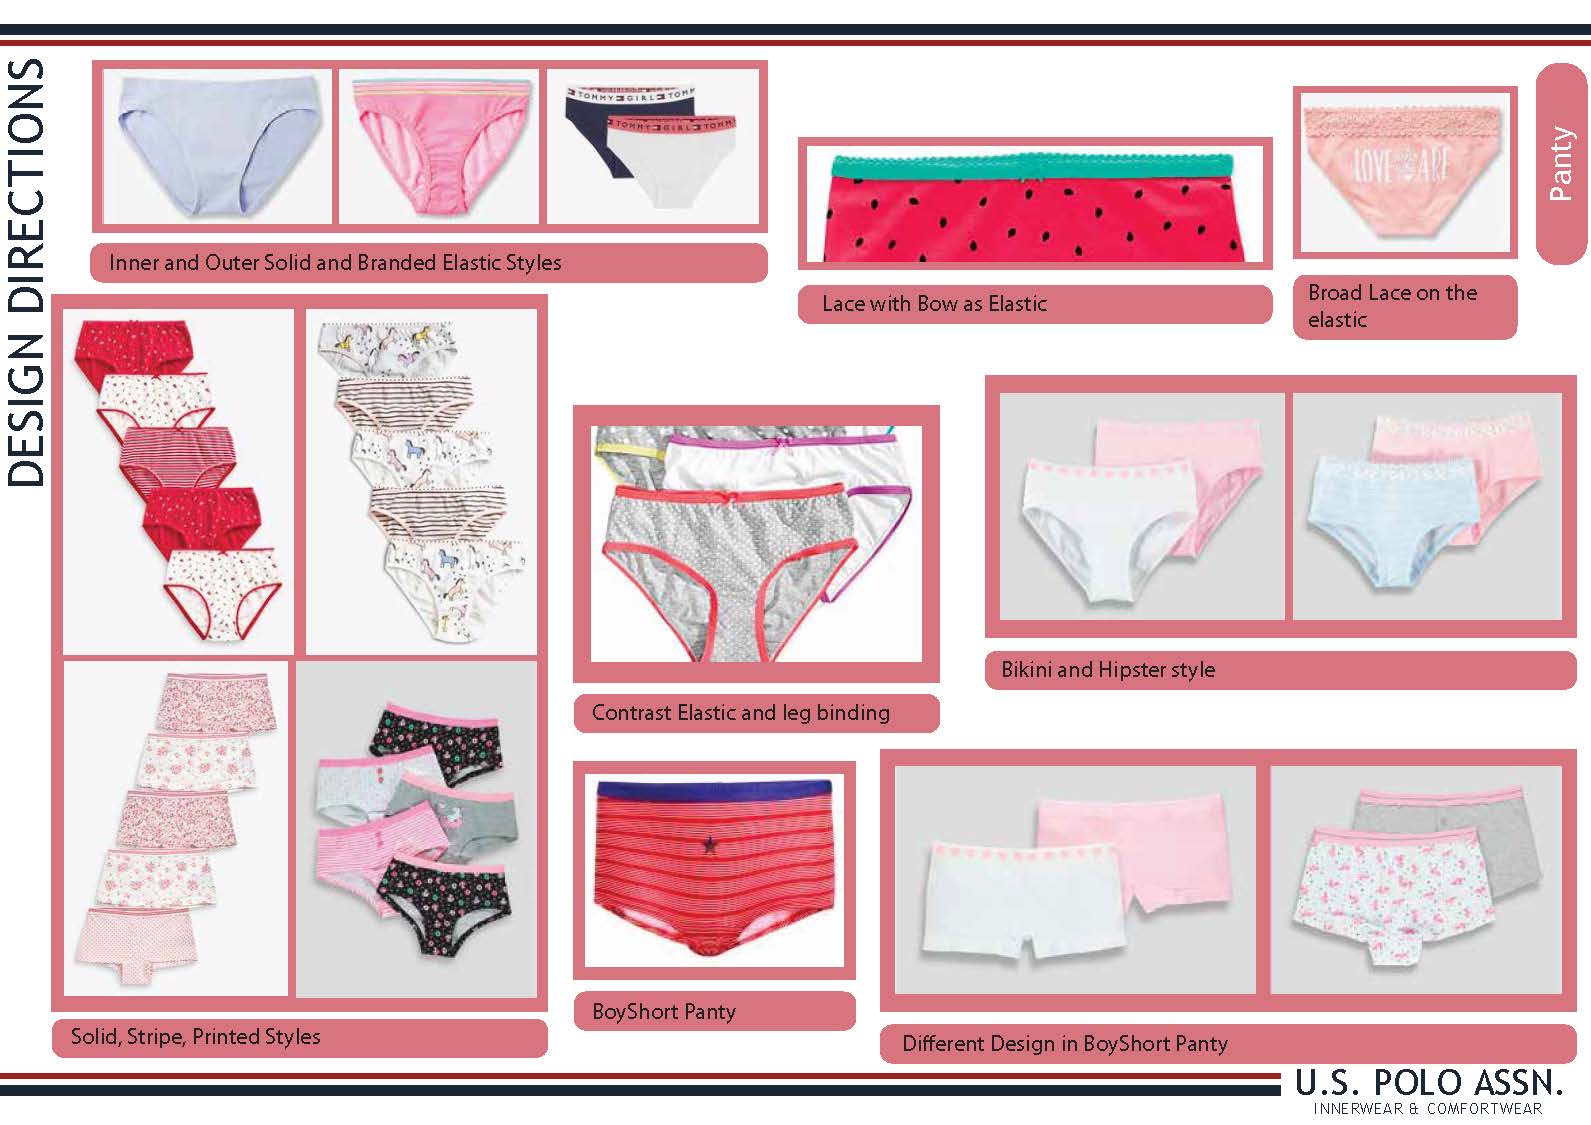 DESIGN DIRECTIONS
Panty
TOMMY GIRL TOMM
TOMMY GIRL TOMM
LOVE
ARE
Inner and Outer Solid and Branded Elastic Styles
Lace with Bow as Elastic
Broad Lace on the
elastic
Contrast Elastic and leg binding
Bikini and Hipster style
BoyShort Panty
Solid, Stripe, Printed Styles
Different Design in BoyShort Panty
U.S. POLO ASSN.
INNERWEAR & COMFORTWEAR